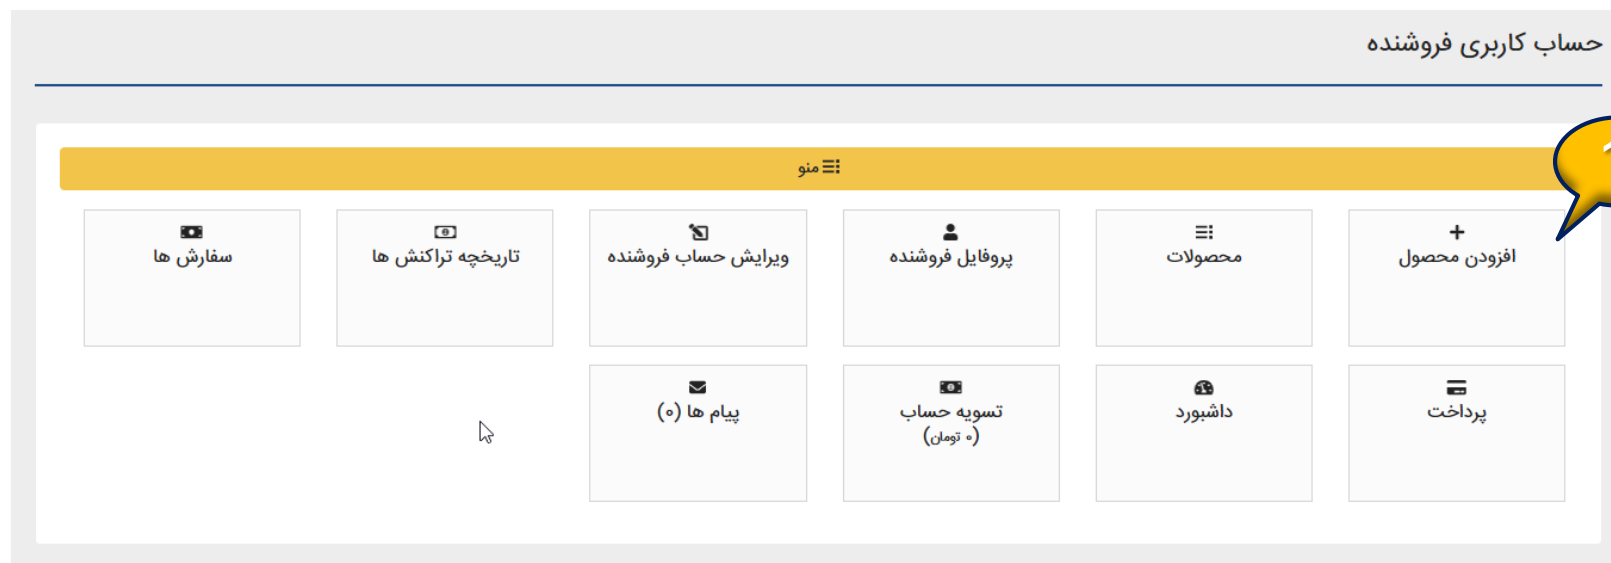 حساب کاربری فروشنده
منو
افزودن محصول
محصولات
پروفایل فروشنده
ویرایش حساب فروشنده
تاریخچه تراکنش ها
سفارش ها
پرداخت
داشبورد
تسویه حساب
(۰ تومان)
پیام ها (۰)